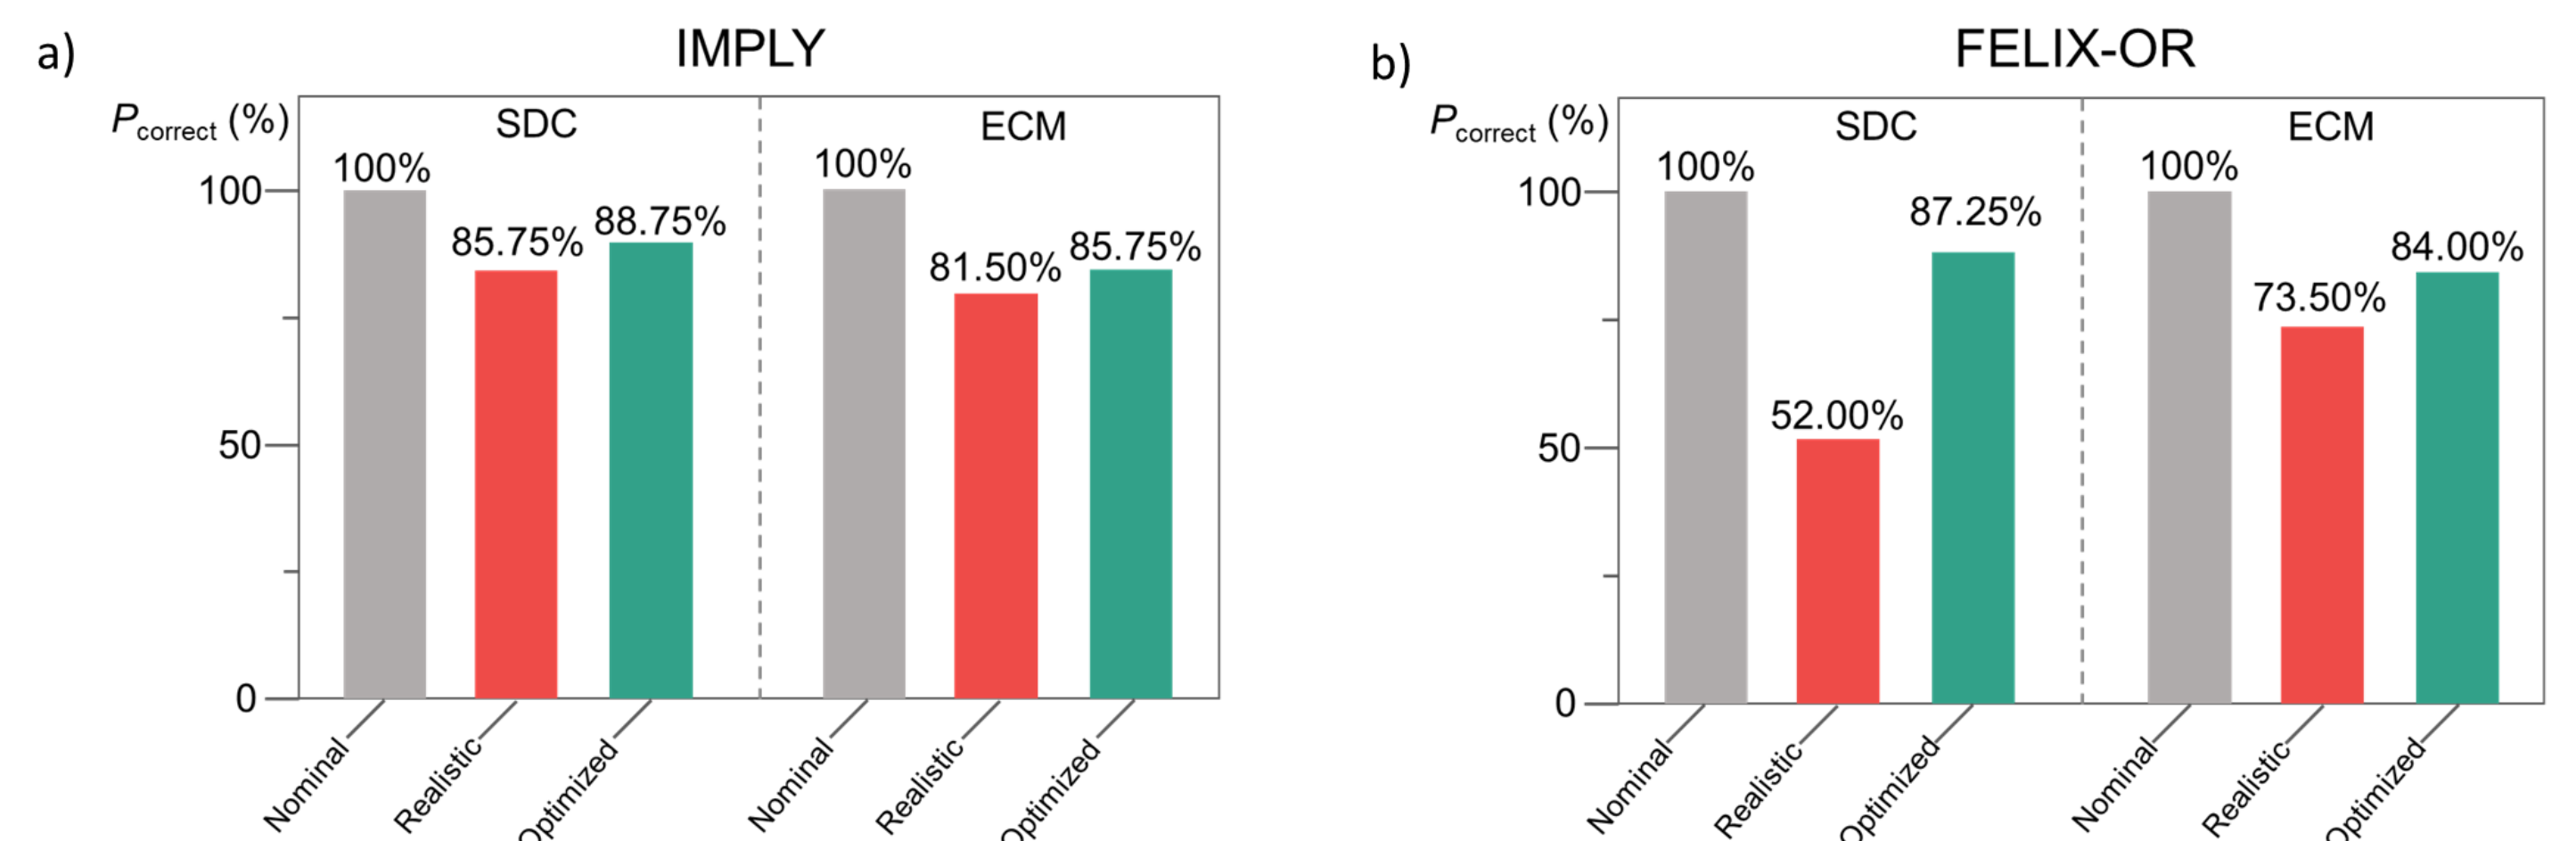 a)
IMPLY
Pcorrect (%)
SDC
ECM
100%
85.75%
88.75%
100%
81.50%
85.75%
100
50
0
Nominal
Realistic
Optimized
Nominal
Realistic
Optimized
b)
FELIX-OR
Pcorrect (%)
SDC
ECM
100%
52.00%
87.25%
100%
73.50%
84.00%
100
50
0
Nominal
Realistic
Optimized
Nominal
Realistic
Optimized